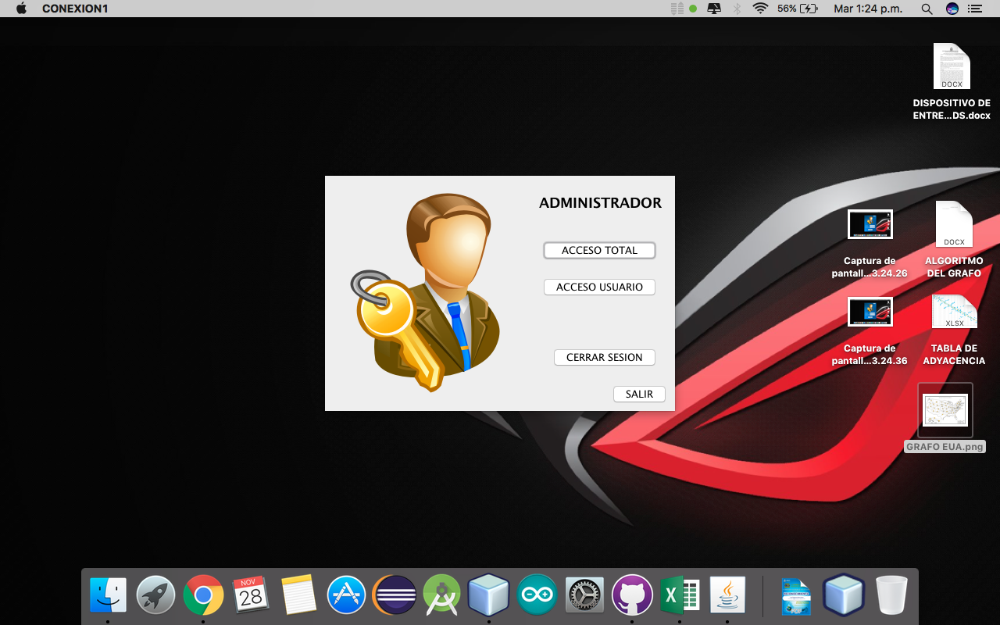 CONEXION1
56%
Mar 1:24 p.m.
DOCX
DISPOSITIVO DE
ENTRE...DS.docx
ADMINISTRADOR
ACCESO TOTAL
ACCESO USUARIO
CERRAR SESION
SALIR
Captura de
pantall...3.24.26
DOCX
ALGORITMO
DEL GRAFO
Captura de
pantall...3.24.36
XLSX
TABLA DE
ADYACENCIA
GRAFO EUA.png
NOV
28